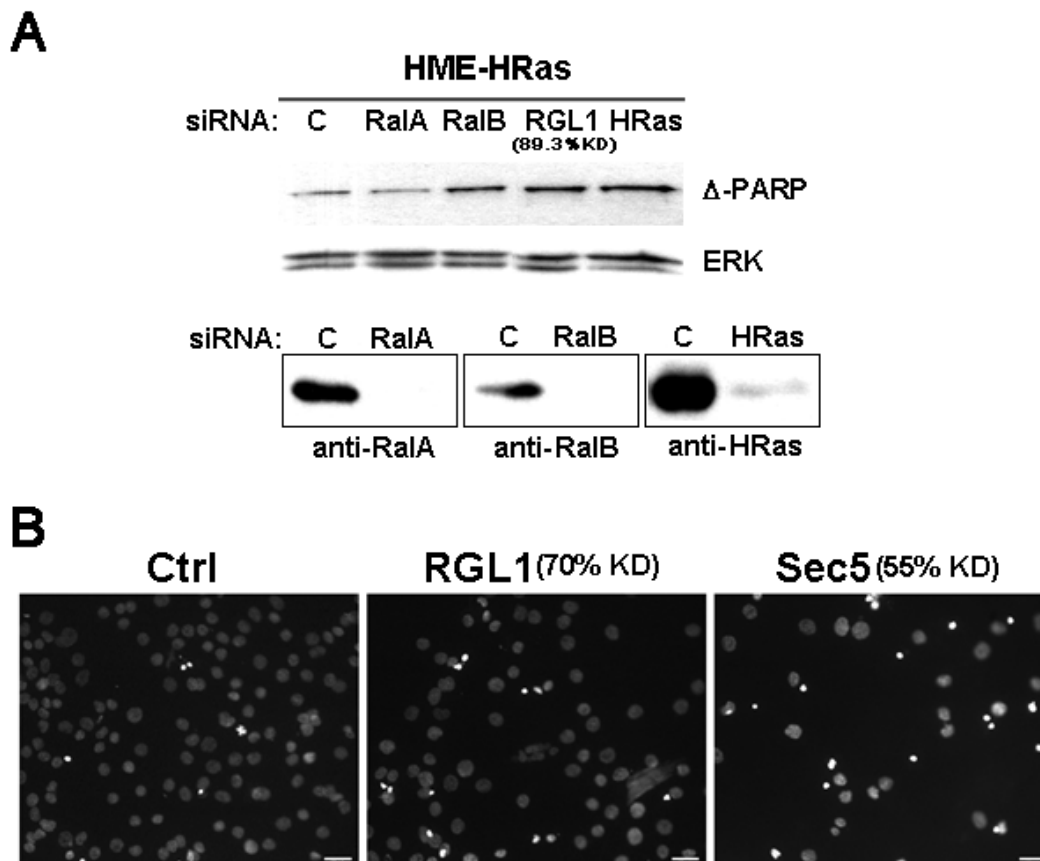 A
HME-HRas
siRNA: C RalA RalB RGL1 HRas
(89.3%KD)
Δ-PARP
ERK
siRNA: C RalA C RalB C HRas
anti-RalA anti-RalB anti-HRas
B
Ctrl RGL1(70% KD) Sec5(55% KD)